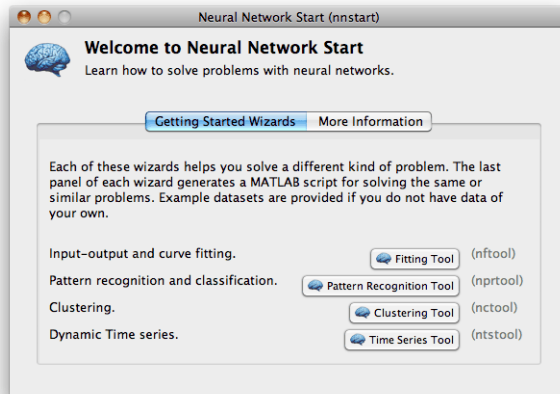 Neural Network Start (nnstart)
Welcome to Neural Network Start
Learn how to solve problems with neural networks.
Getting Started Wizards More Information
Each of these wizards helps you solve a different kind of problem. The last
panel of each wizard generates a MATLAB script for solving the same or
similar problems. Example datasets are provided if you do not have data of
your own.
Input-output and curve fitting. Fitting Tool (nftool)
Pattern recognition and classification. Pattern Recognition Tool (nprtool)
Clustering. Clustering Tool (nctool)
Dynamic Time series. Time Series Tool (ntstool)